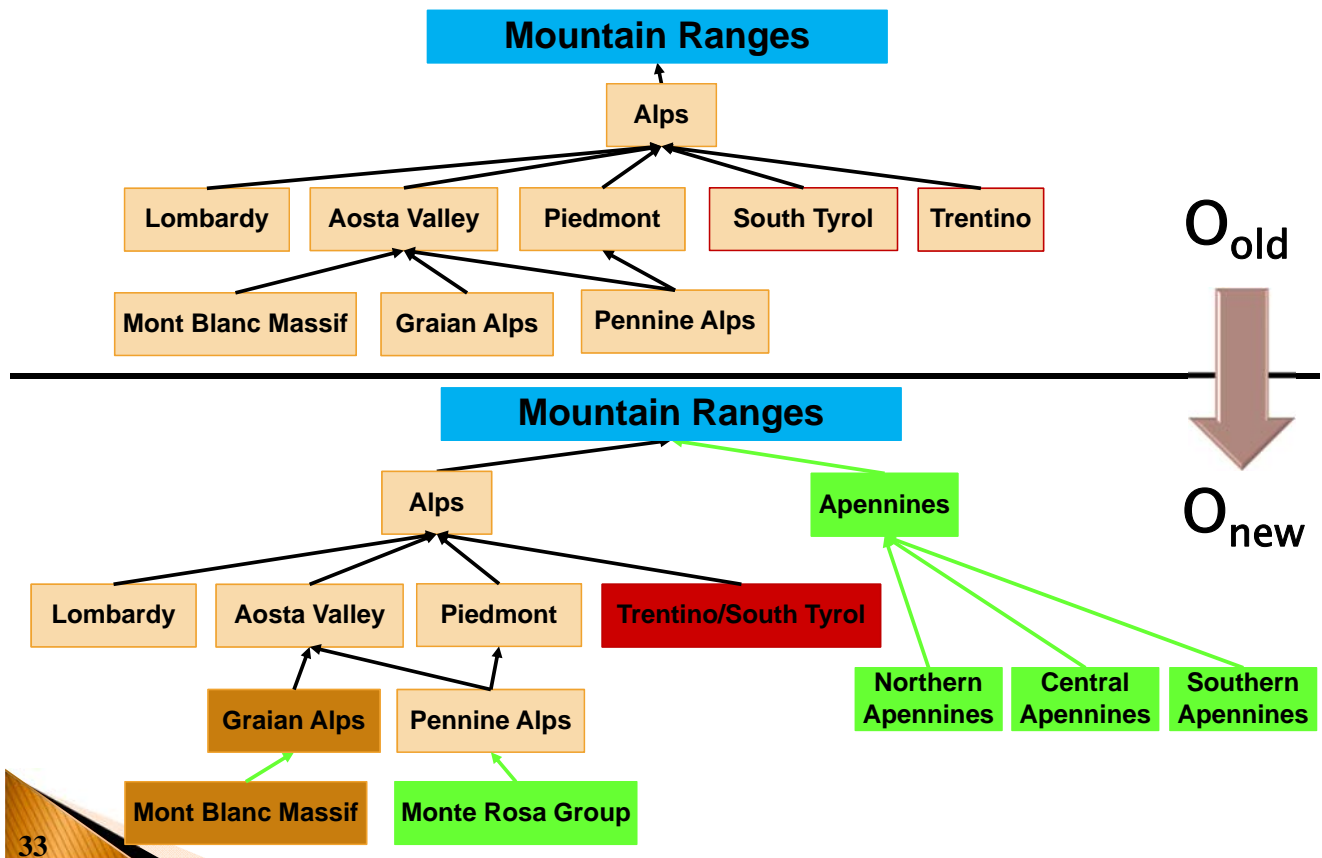 Mountain Ranges
Alps
Lombardy
Aosta Valley
Piedmont
South Tyrol
Trentino
Mont Blanc Massif
Graian Alps
Pennine Alps
Oold
Mountain Ranges
Alps
Apennines
Onew
Lombardy
Aosta Valley
Piedmont
Trentino/South Tyrol
Graian Alps
Pennine Alps
Northern
Apennines
Central
Apennines
Southern
Apennines
Mont Blanc Massif
Monte Rosa Group
33